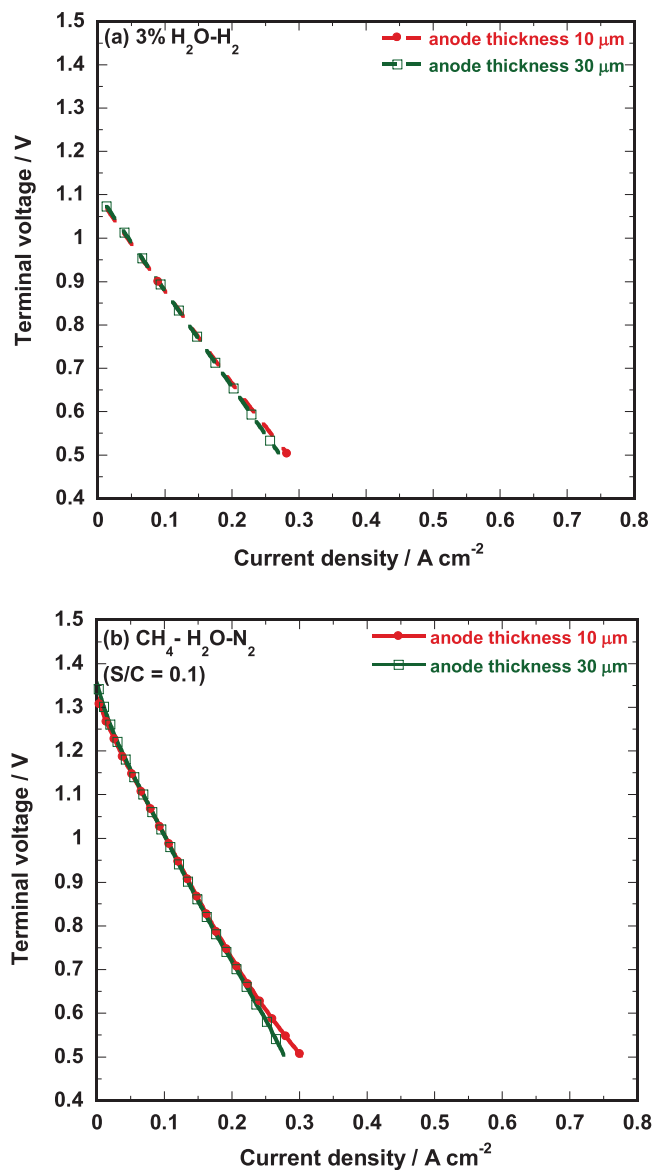 (a) 3% H₂O-H₂
anode thickness 10 μm
anode thickness 30 μm
1.5
1.4
1.3
1.2
1.1
1
0.9
0.8
0.7
0.6
0.5
0.4
Terminal voltage / V
0 0.1 0.2 0.3 0.4 0.5 0.6 0.7 0.8
Current density / A cm⁻²
(b) CH₄- H₂O-N₂
(S/C = 0.1)
anode thickness 10 μm
anode thickness 30 μm
1.5
1.4
1.3
1.2
1.1
1
0.9
0.8
0.7
0.6
0.5
0.4
Terminal voltage / V
0 0.1 0.2 0.3 0.4 0.5 0.6 0.7 0.8
Current density / A cm⁻²